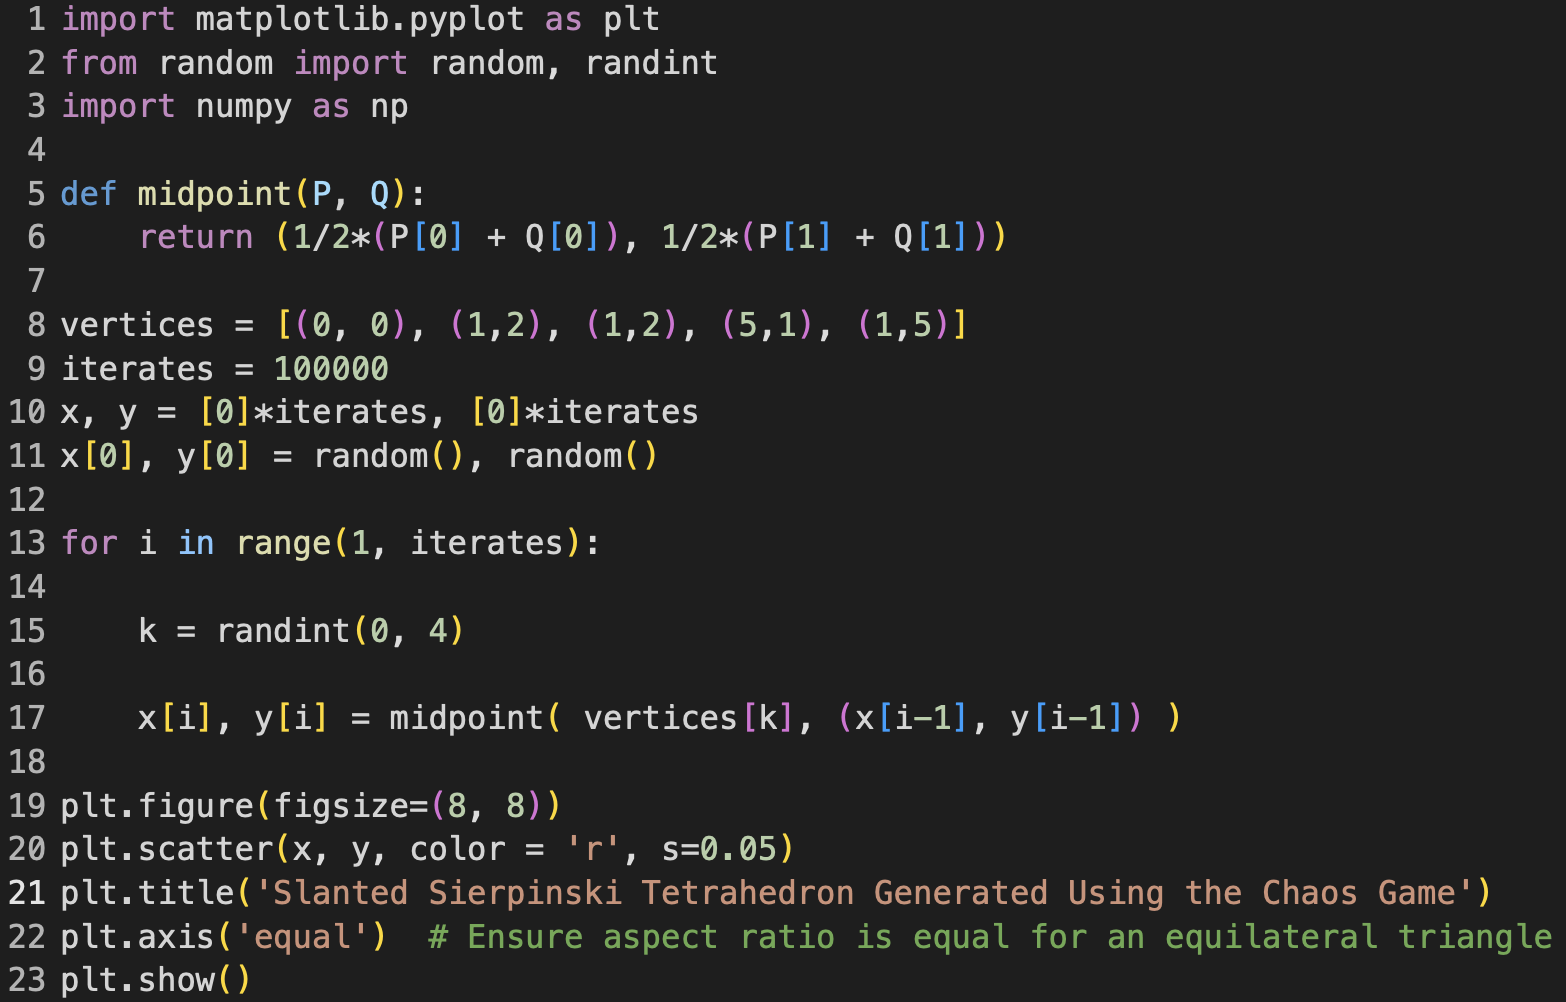 1 import matplotlib.pyplot as plt
2 from random import random, randint
3 import numpy as np
4
5 def midpoint(P, Q):
6     return (1/2*(P[0] + Q[0]), 1/2*(P[1] + Q[1]))
7
8 vertices = [(0, 0), (1,2), (1,2), (5,1), (1,5)]
9 iterates = 100000
10 x, y = [0]*iterates, [0]*iterates
11 x[0], y[0] = random(), random()
12
13 for i in range(1, iterates):
14
15     k = randint(0, 4)
16
17     x[i], y[i] = midpoint( vertices[k], (x[i-1], y[i-1]) )
18
19 plt.figure(figsize=(8, 8))
20 plt.scatter(x, y, color = 'r', s=0.05)
21 plt.title('Slanted Sierpinski Tetrahedron Generated Using the Chaos Game')
22 plt.axis('equal')  # Ensure aspect ratio is equal for an equilateral triangle
23 plt.show()